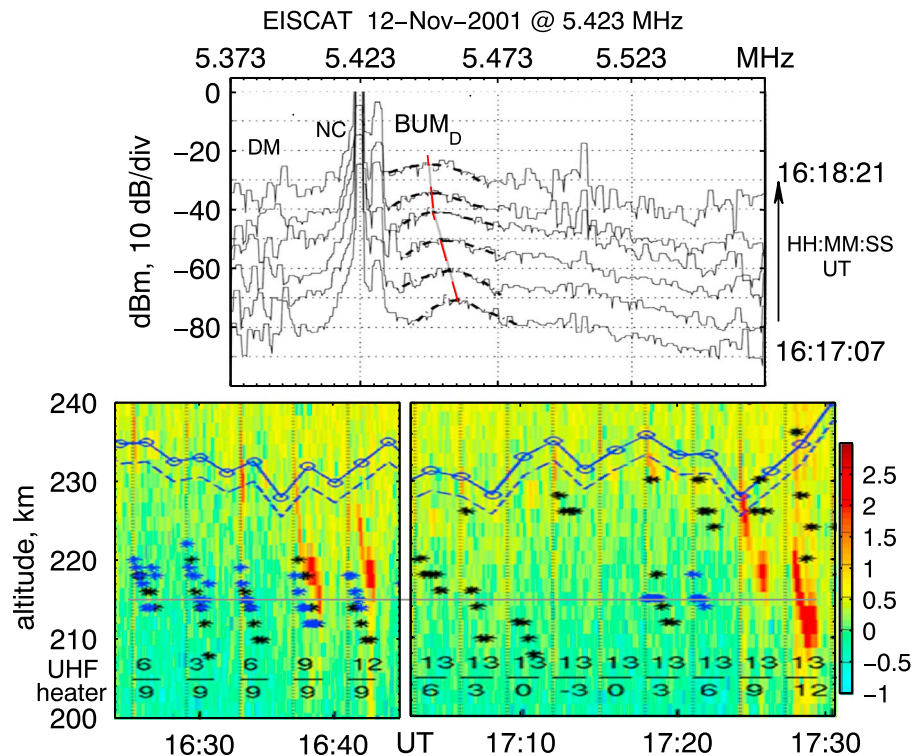 EISCAT 12−Nov−2001 @ 5.423 MHz
5.373 5.423 5.473 5.523 MHz
0
−20
−40
−60
−80
dBm, 10 dB/div
DM NC BUM_D
16:18:21
HH:MM:SS
UT
16:17:07
240
230
220
210
200
altitude, km
UHF
heater
6 3 6 9 12
9 9 9 9 9
13 13 13 13 13 13 13 13 13
6 3 0 -3 0 3 6 9 12
16:30 16:40 UT 17:10 17:20 17:30
2.5
2
1.5
1
0.5
0
−0.5
−1